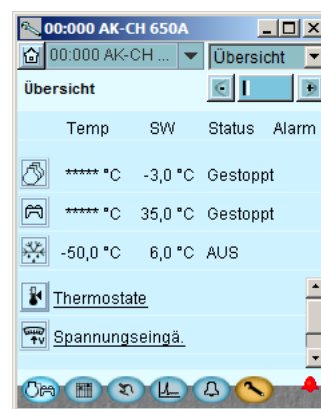 00:000 AK-CH 650A
00:000 AK-CH ... Übersicht
Übersicht
Temp SW Status Alarm
***** °C -3,0 °C Gestoppt
***** °C 35,0 °C Gestoppt
-50,0 °C 6,0 °C AUS
Thermostate
Spannungseingä.